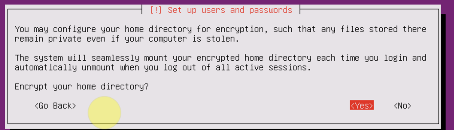 [!] Set up users and passwords
You may configure your home directory for encryption, such that any files stored there
remain private even if your computer is stolen.
The system will seamlessly mount your encrypted home directory each time you login and
automatically unmount when you log out of all active sessions.
Encrypt your home directory?
<Go Back> <Yes> <No>